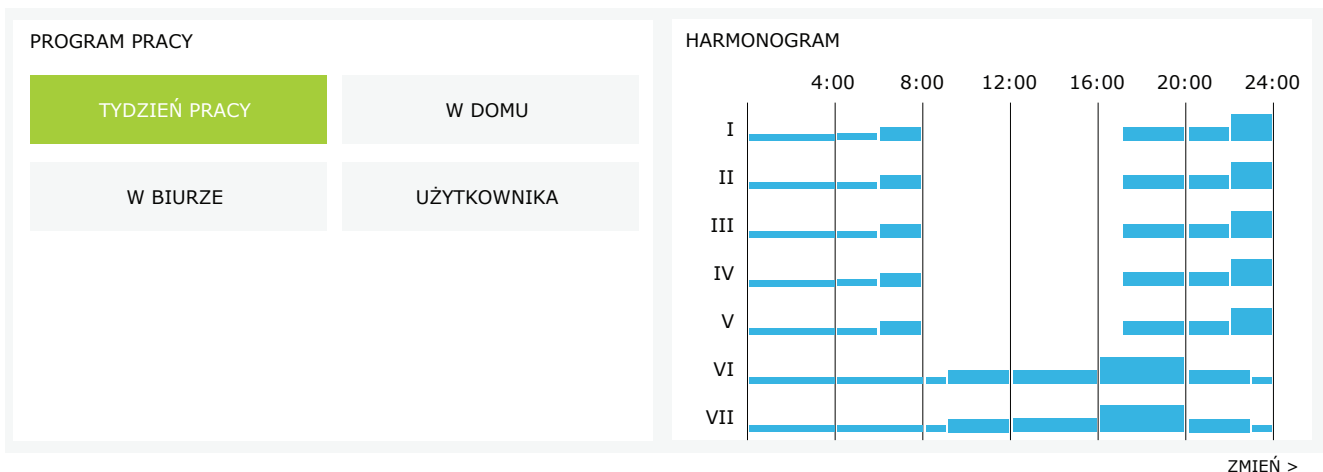 PROGRAM PRACY
TYDZIEŃ PRACY
W DOMU
W BIURZE
UŻYTKOWNIKA
HARMONOGRAM
4:00 8:00 12:00 16:00 20:00 24:00
I
II
III
IV
V
VI
VII
ZMIEŃ >